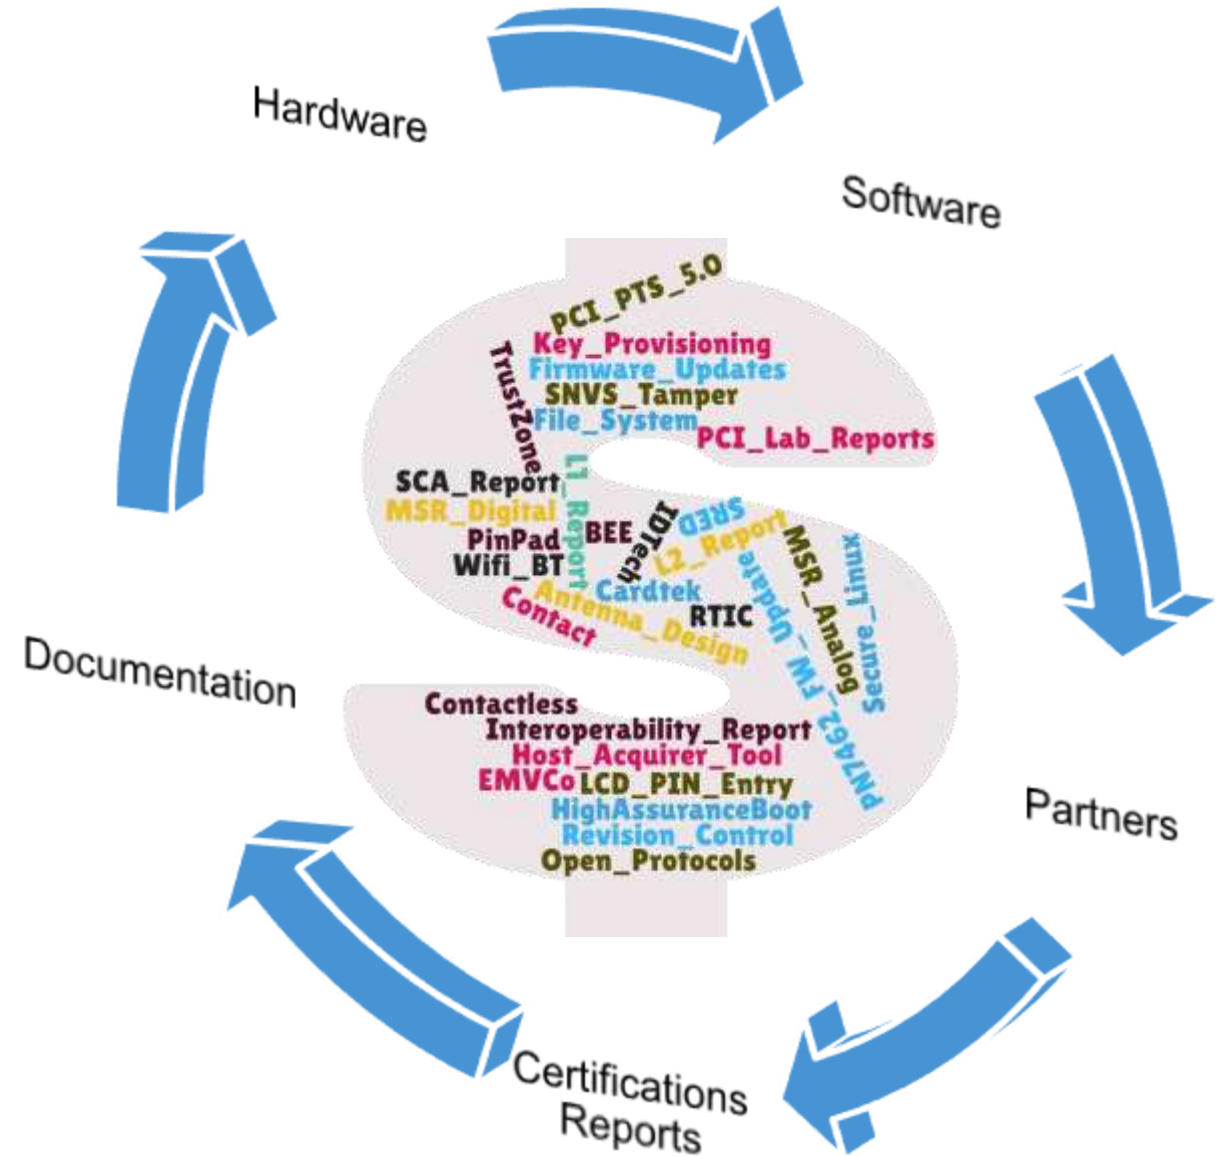 Hardware
Software
PCI_PTS_5.0
Key_Provisioning
TrustZone
Firmware_Updates
SNVS_Tamper
File_System
PCI_Lab_Reports
L1_Report
SCA_Report
MSR_Digital
PinPad
BEE
IDTech
SRED
L2_Report
Wifi_BT
Cardtek
Antenna_Design
Contact
RTIC
PN7462_FW_Update
MSR_Analog
Secure_Linux
Documentation
Contactless
Interoperability_Report
Host_Acquirer_Tool
EMVCo
LCD_PIN_Entry
HighAssuranceBoot
Revision_Control
Open_Protocols
Partners
Certifications
Reports